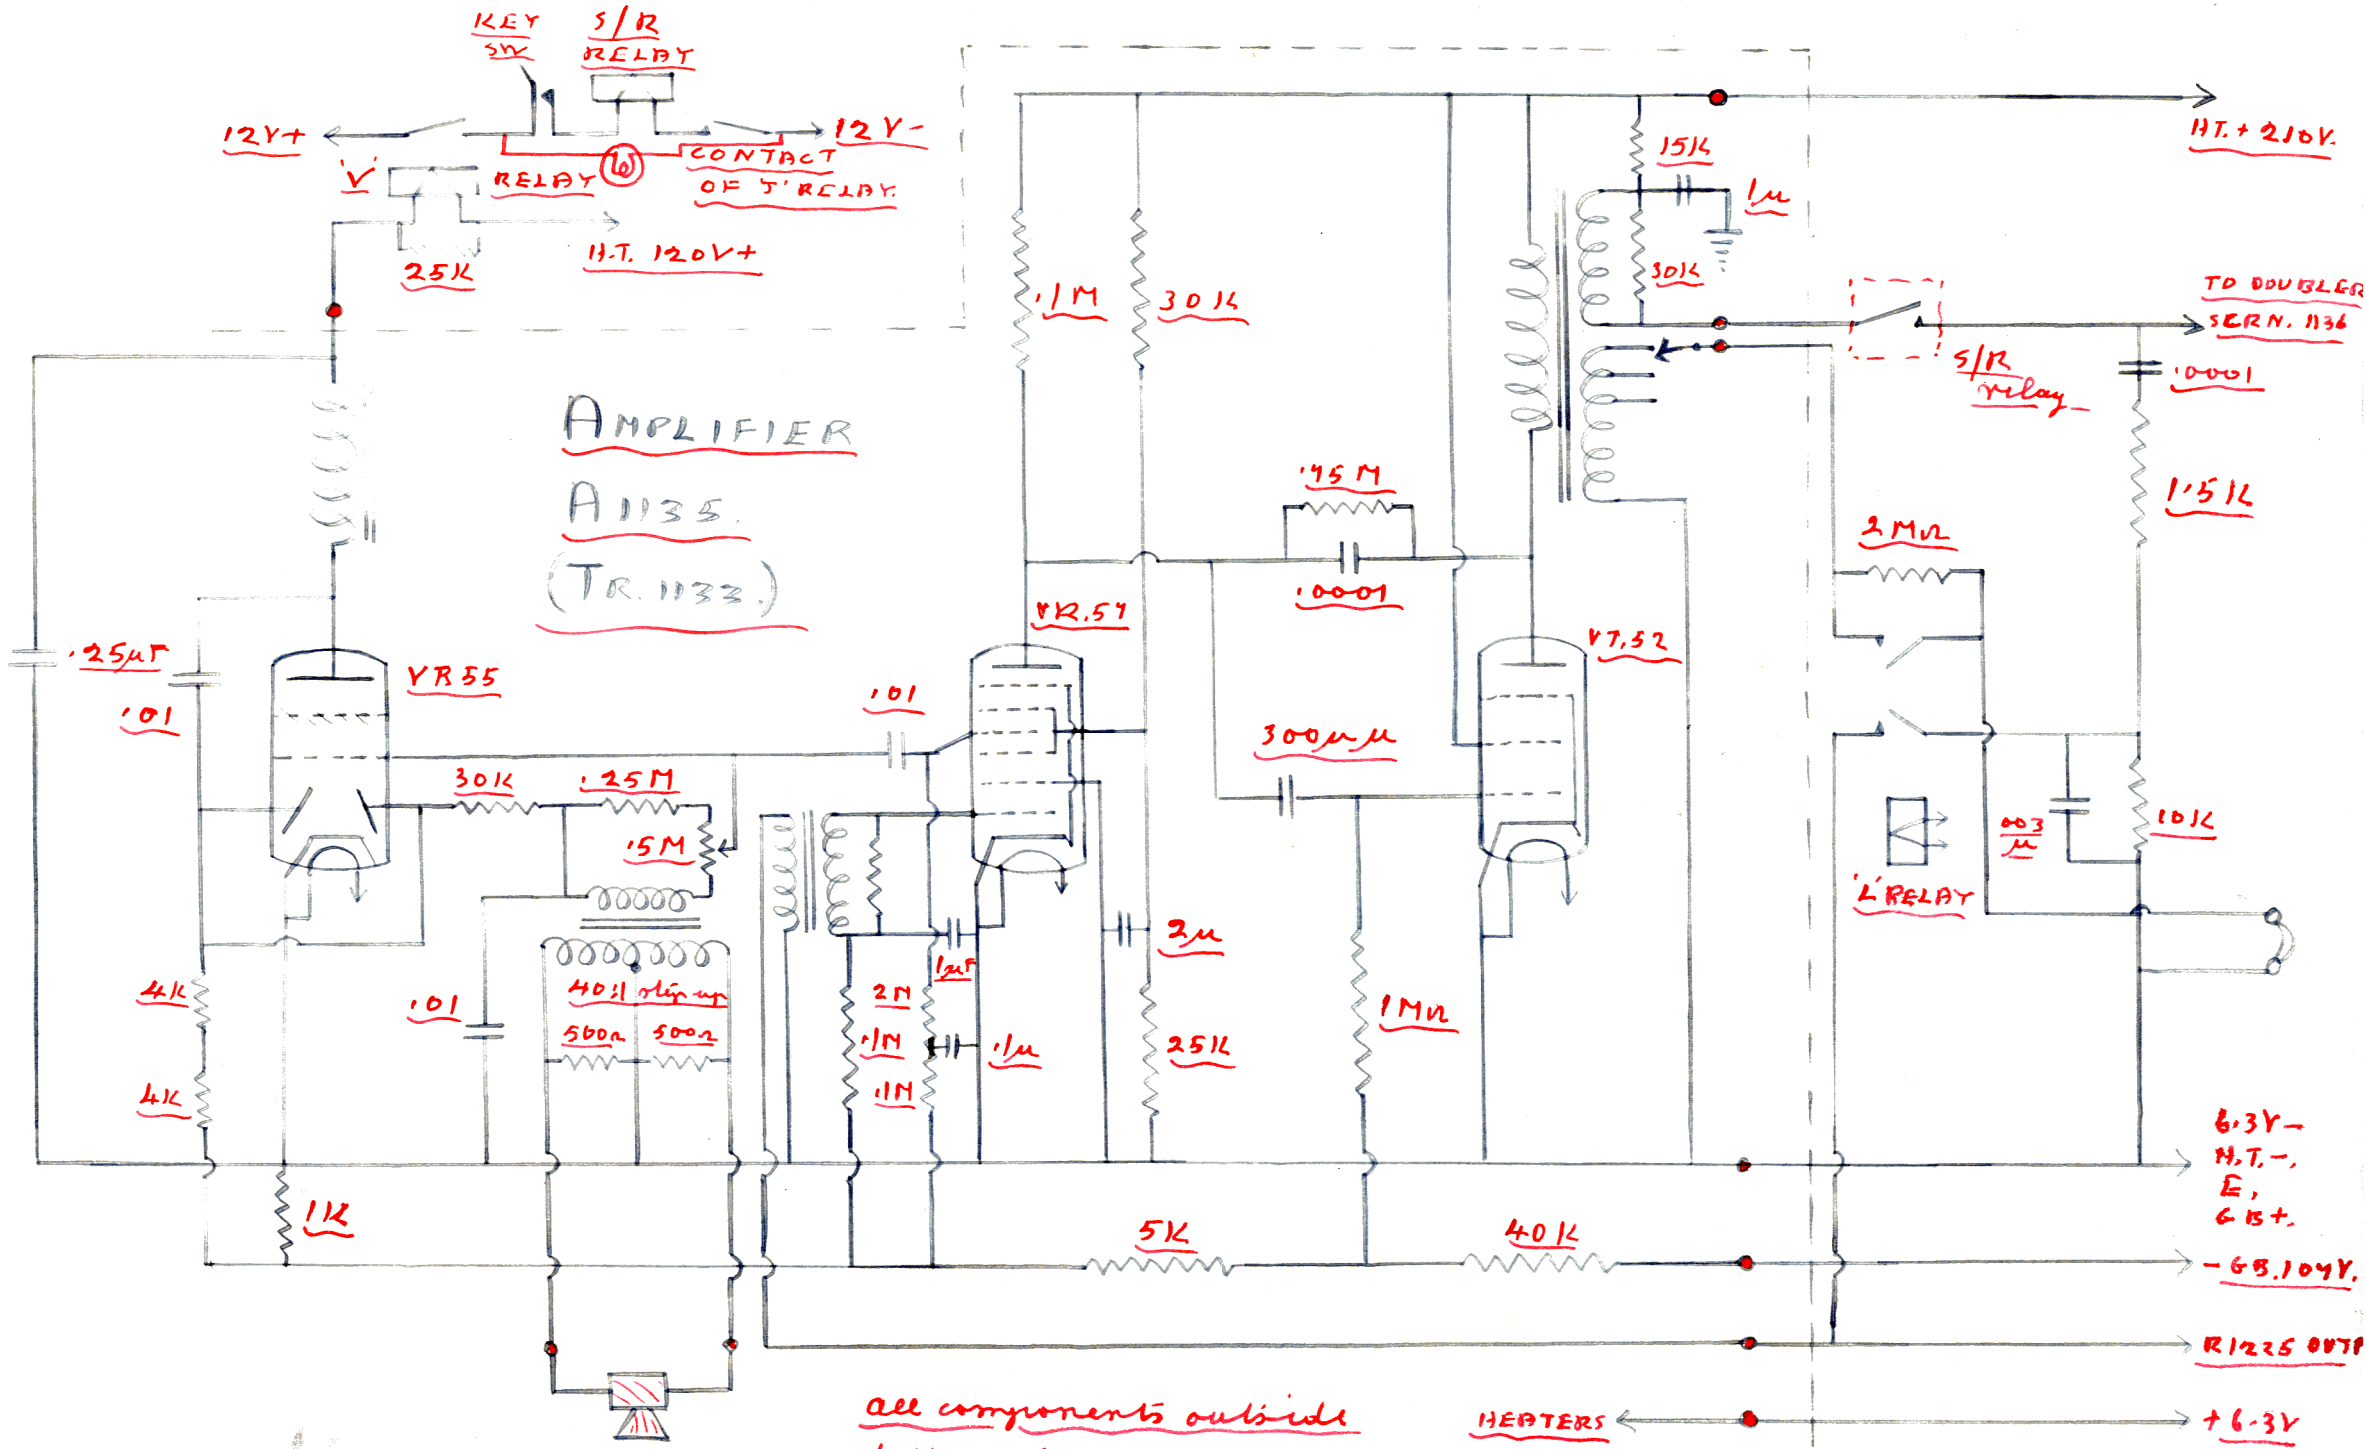 KEY
SW
S/R
RELAY
12V+
12V-
'V'
RELAY
CONTACT
OF 'J' RELAY.
25K
H.T. 120V+
HT. + 210V.
15K
1µ
30K
.1M
30K
TO DOUBLER
SCRN. 1136
S/R
relay
.0001
AMPLIFIER
A1135.
(TR. 1133.)
1.5K
2MΩ
.0001
VR.57
VT.52
.25µF
VR55
.01
.01
300µµ
30K
.25M
.5M
.003
µ
10K
'L' RELAY
2µ
1µF
4K
40:1 step up
.01
2M
500Ω
500Ω
.1M
.1µ
1MΩ
25K
4K
.1M
6.3V-
H.T.-.
E.
GB+.
1K
5K
40K
-GB.104V.
R1225 OUTP
all components outside
HEATERS
+6.3V